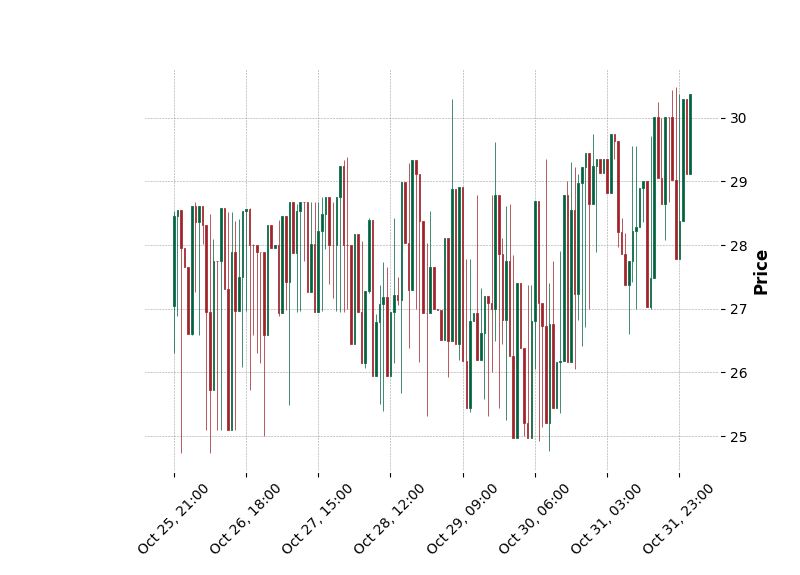 30
29
28
27
26
25
Price
Oct 25, 21:00
Oct 26, 18:00
Oct 27, 15:00
Oct 28, 12:00
Oct 29, 09:00
Oct 30, 06:00
Oct 31, 03:00
Oct 31, 23:00